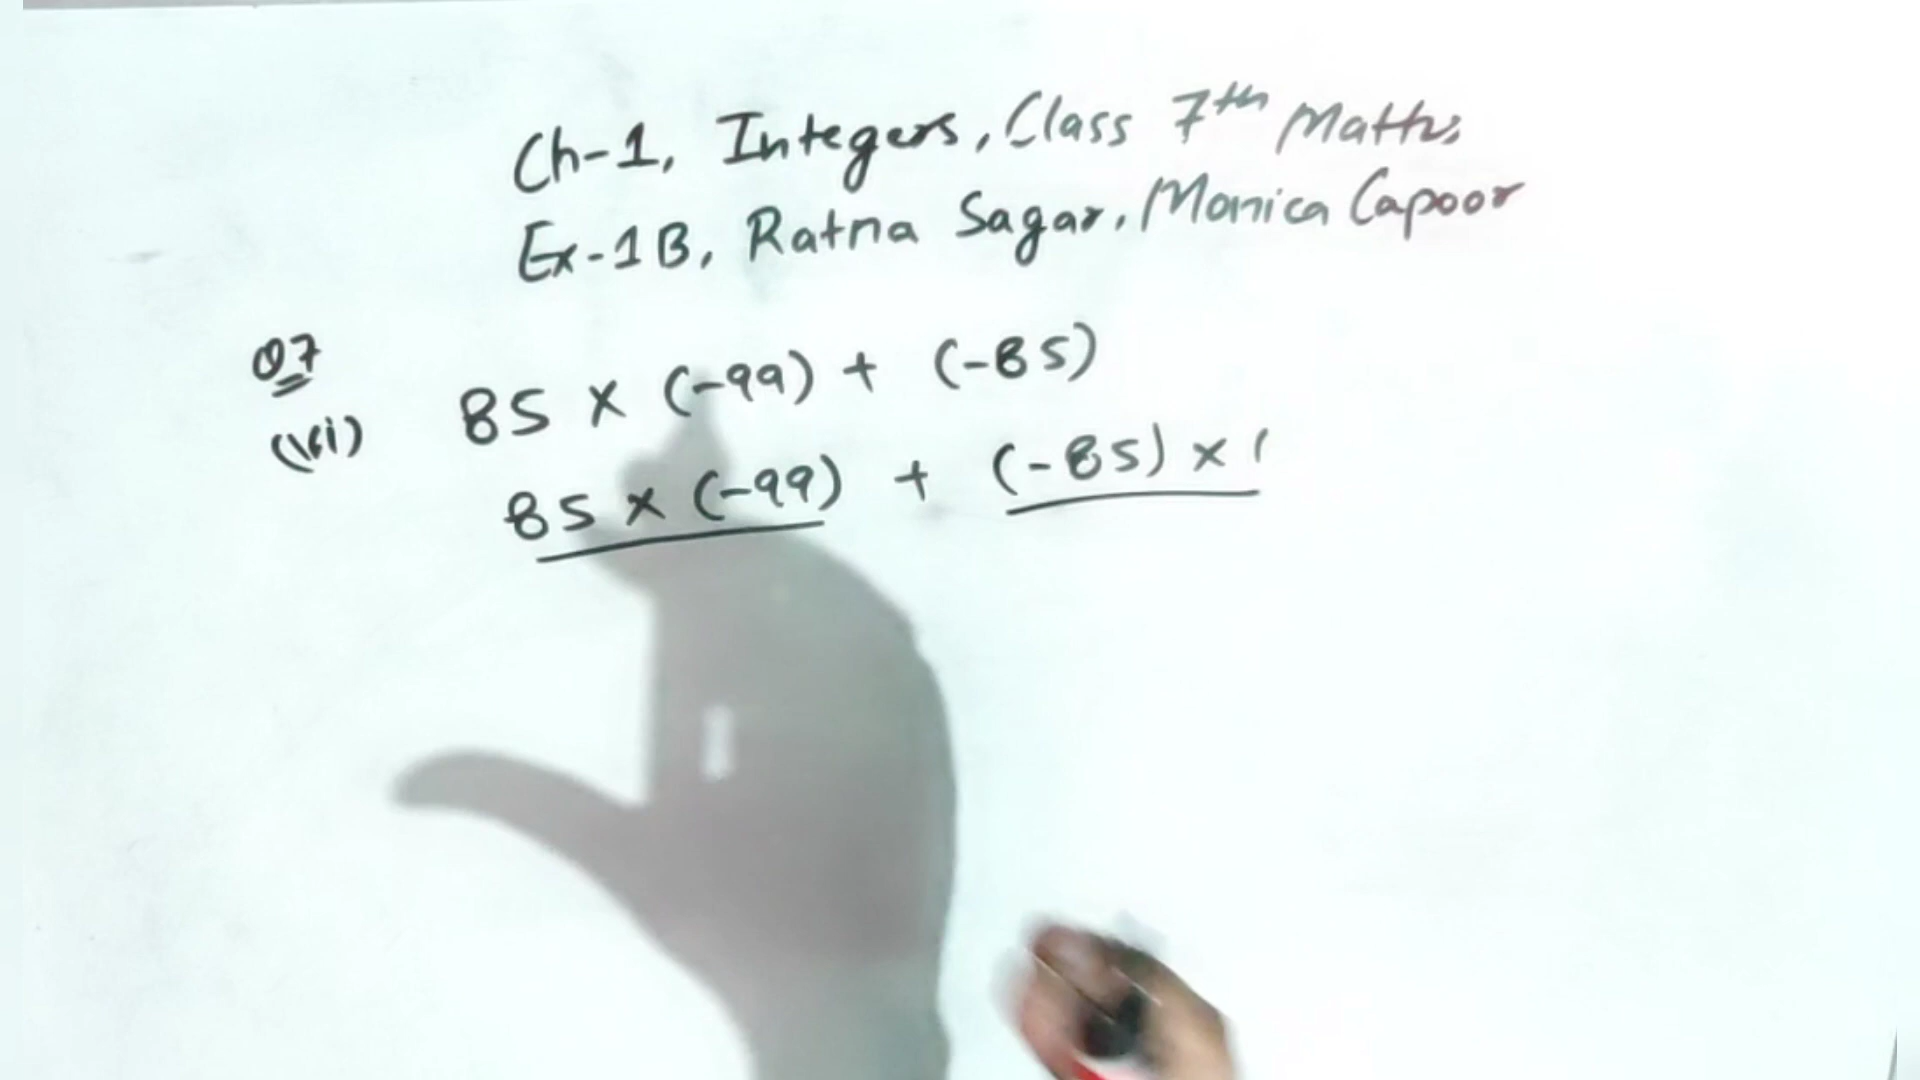 Ch-1, Integers, Class 7th Maths
Ex-1B, Ratna Sagar, Monica Capoor
Q7
(vi) 85 × (-99) + (-85)
85 × (-99) + (-85) × 1